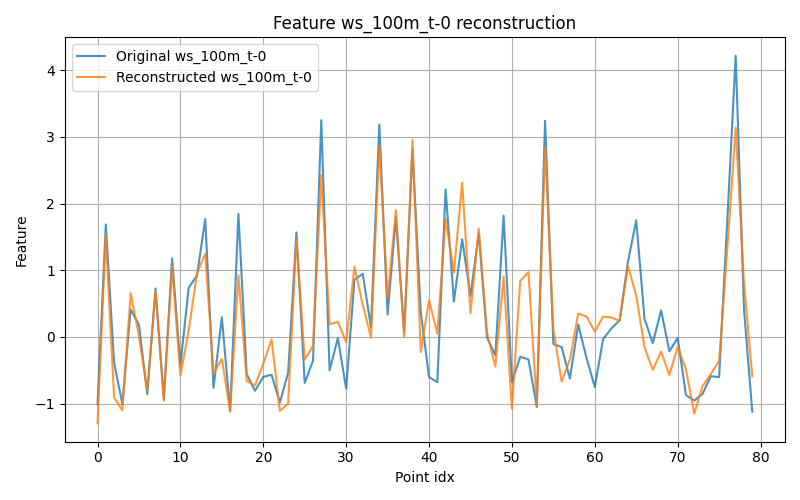 Feature ws_100m_t-0 reconstruction
Original ws_100m_t-0
Reconstructed ws_100m_t-0
Feature
4
3
2
1
0
−1
0 10 20 30 40 50 60 70 80
Point idx